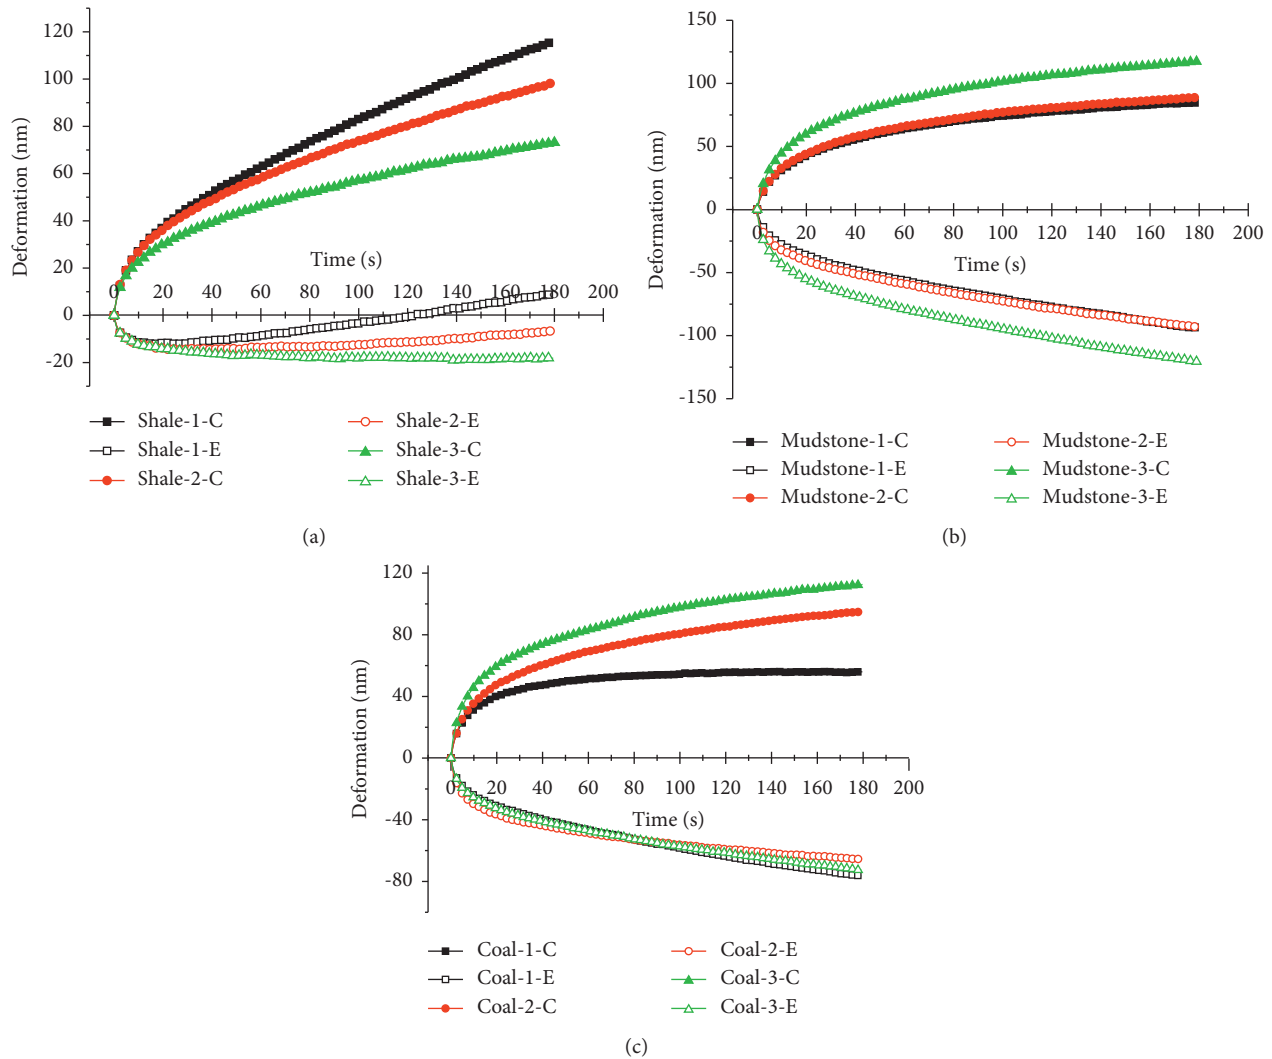 120
100
80
60
40
20
0
-20
Deformation (nm)
Time (s)
0 20 40 60 80 100 120 140 160 180 200
Shale-1-C
Shale-1-E
Shale-2-C
Shale-2-E
Shale-3-C
Shale-3-E
(a)
150
100
50
0
-50
-100
-150
Deformation (nm)
0 20 40 60 80 100 120 140 160 180 200
Time (s)
Mudstone-1-C
Mudstone-1-E
Mudstone-2-C
Mudstone-2-E
Mudstone-3-C
Mudstone-3-E
(b)
120
80
40
0
-40
-80
Deformation (nm)
0 20 40 60 80 100 120 140 160 180 200
Time (s)
Coal-1-C
Coal-1-E
Coal-2-C
Coal-2-E
Coal-3-C
Coal-3-E
(c)